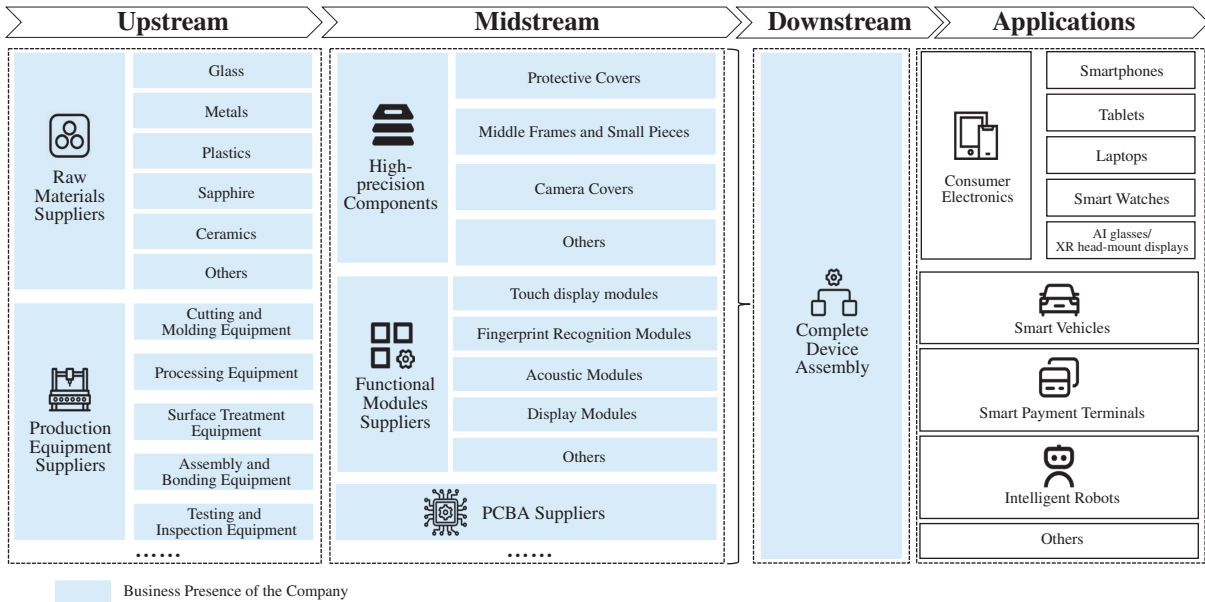 Upstream
Midstream
Downstream
Applications
Raw
Materials
Suppliers
Glass
Metals
Plastics
Sapphire
Ceramics
Others
Production
Equipment
Suppliers
Cutting and
Molding Equipment
Processing Equipment
Surface Treatment
Equipment
Assembly and
Bonding Equipment
Testing and
Inspection Equipment
......
High-
precision
Components
Protective Covers
Middle Frames and Small Pieces
Camera Covers
Others
Functional
Modules
Suppliers
Touch display modules
Fingerprint Recognition Modules
Acoustic Modules
Display Modules
Others
PCBA Suppliers
......
Complete
Device
Assembly
Consumer
Electronics
Smartphones
Tablets
Laptops
Smart Watches
AI glasses/
XR head-mount displays
Smart Vehicles
Smart Payment Terminals
Intelligent Robots
Others
Business Presence of the Company